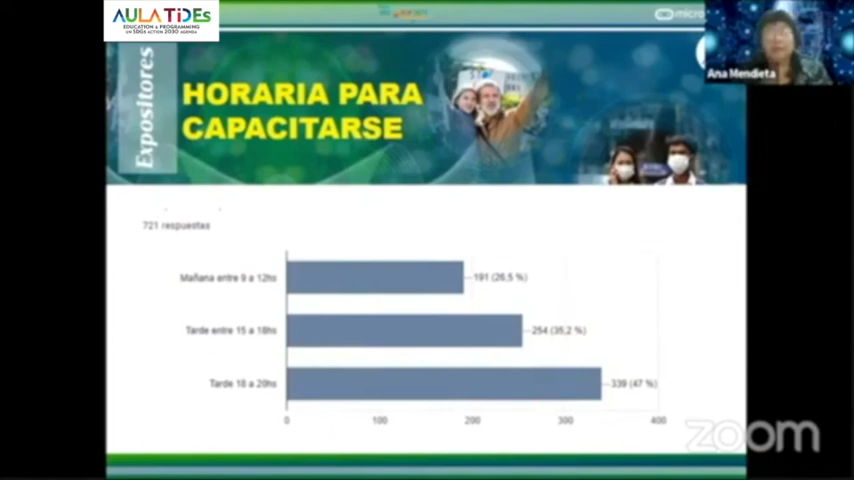 AULA TiDEs
EDUCATION & PROGRAMMING
UN SDGs ACTION 2030 AGENDA
micro
Ana Mendieta
Expositores
HORARIA PARA
CAPACITARSE
721 respuestas
Mañana entre 9 a 12hs
191 (26,5 %)
Tarde entre 15 a 18hs
254 (35,2 %)
Tarde 18 a 20hs
339 (47 %)
0 100 200 300 400
zoom